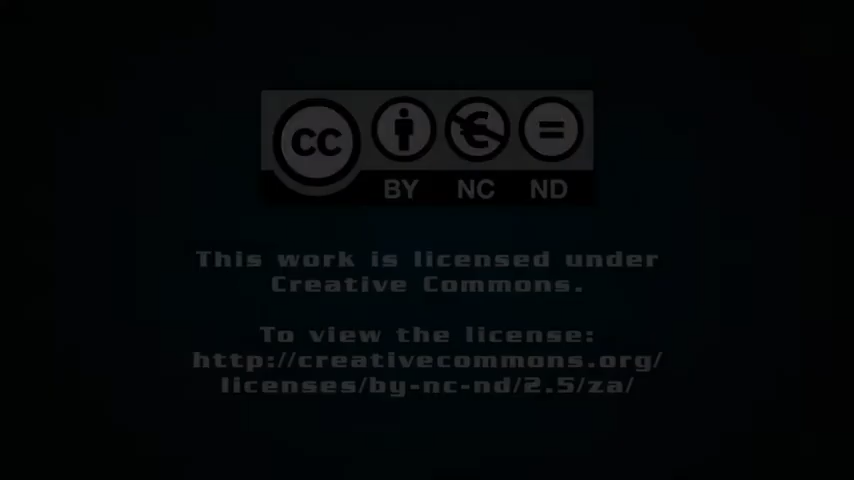 CC
BY NC ND
This work is licensed under
Creative Commons.
To view the license:
http://creativecommons.org/
licenses/by-nc-nd/2.5/za/